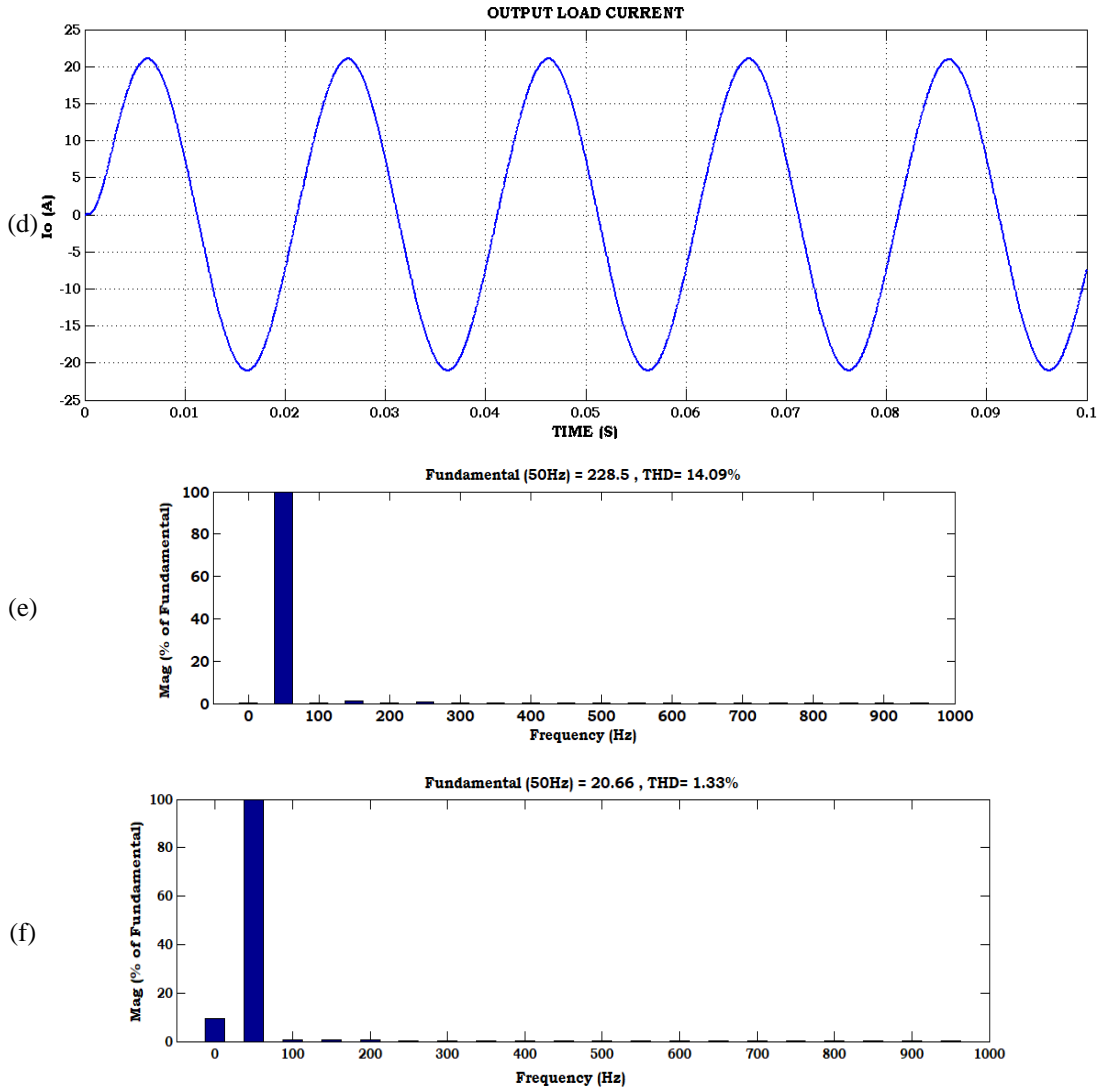 OUTPUT LOAD CURRENT
25
20
15
10
5
0
-5
-10
-15
-20
-25
(d)
Io (A)
0 0.01 0.02 0.03 0.04 0.05 0.06 0.07 0.08 0.09 0.1
TIME (S)
Fundamental (50Hz) = 228.5 , THD= 14.09%
100
80
60
40
20
0
(e)
Mag (% of Fundamental)
0 100 200 300 400 500 600 700 800 900 1000
Frequency (Hz)
Fundamental (50Hz) = 20.66 , THD= 1.33%
100
80
60
40
20
0
(f)
Mag (% of Fundamental)
0 100 200 300 400 500 600 700 800 900 1000
Frequency (Hz)